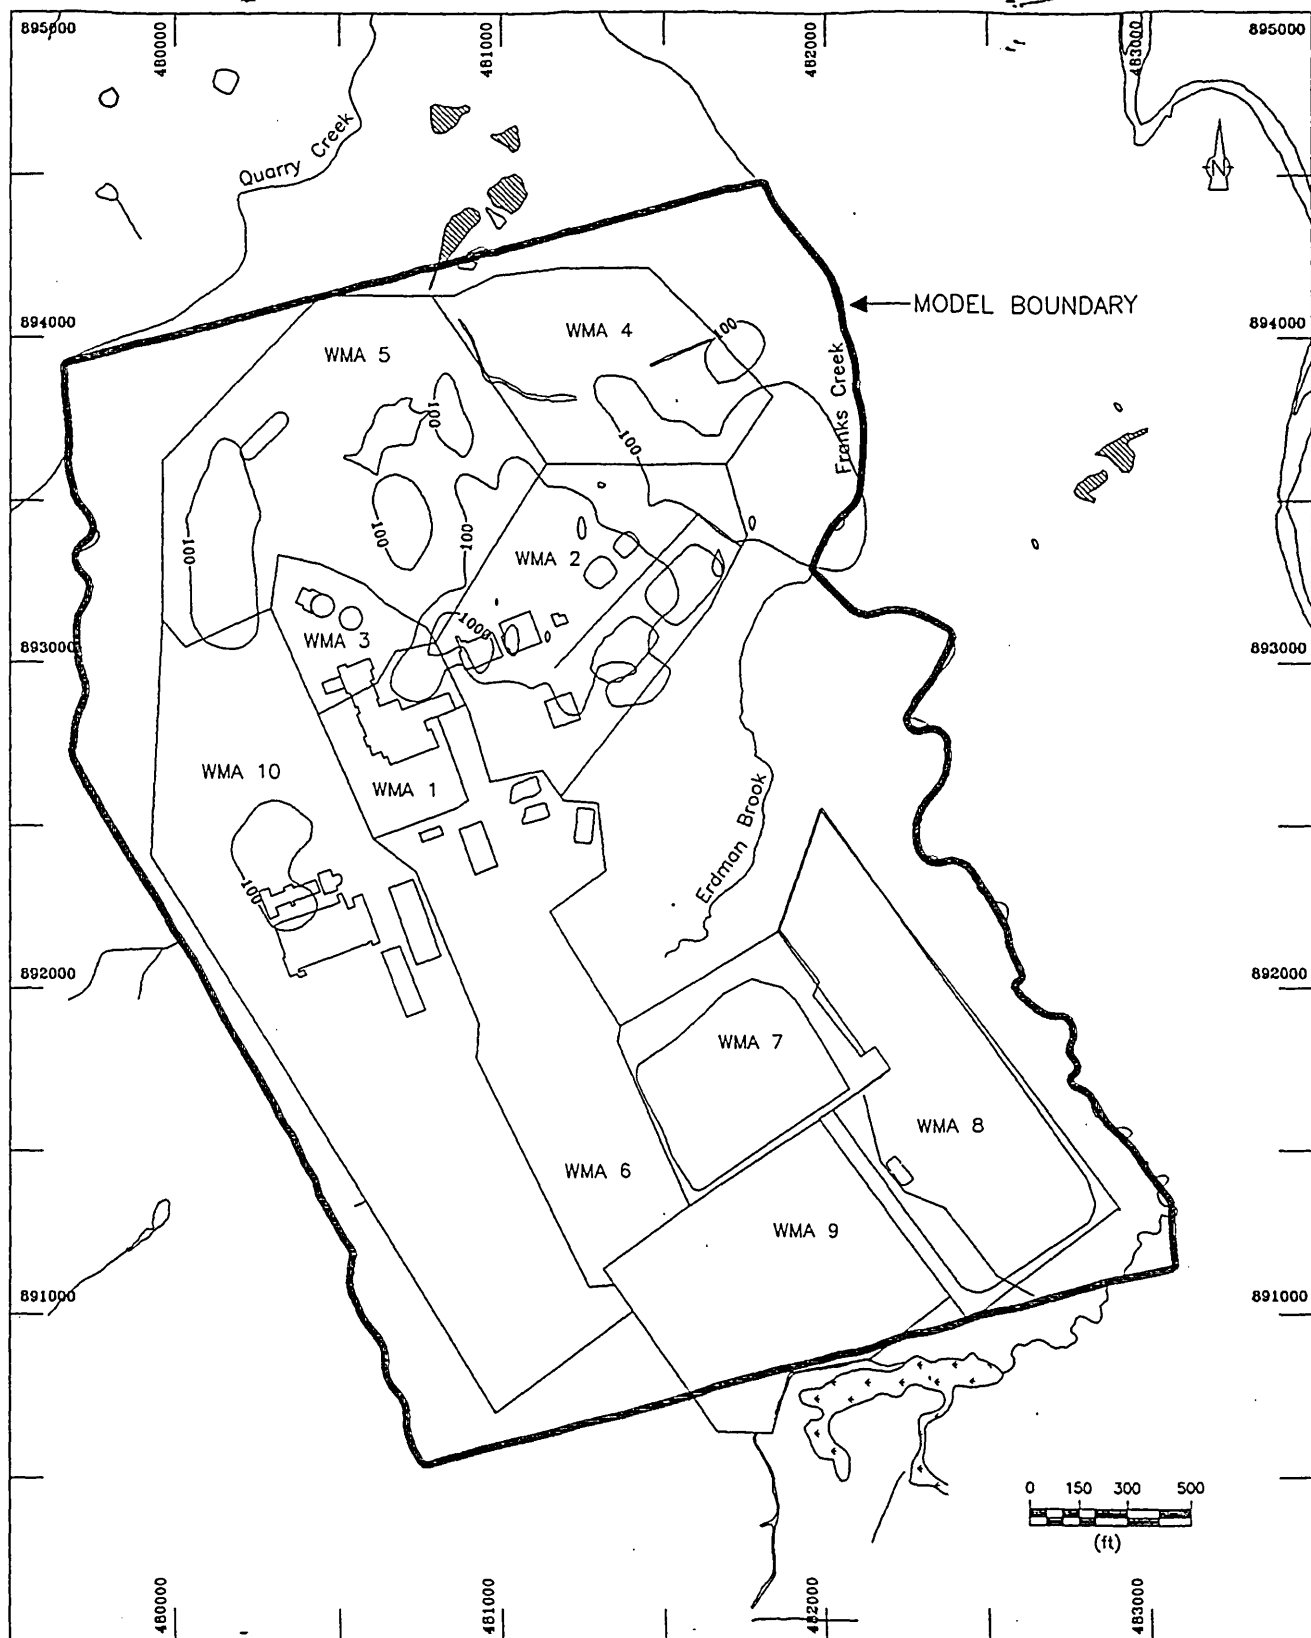 895000
480000
481000
482000
483000
895000
Quarry Creek
N
894000
MODEL BOUNDARY
894000
WMA 4
100
WMA 5
Franks Creek
100
100
100
100
100
WMA 2
1000
WMA 3
893000
893000
WMA 10
WMA 1
Erdman Brook
100
892000
892000
WMA 7
WMA 8
WMA 6
WMA 9
891000
891000
0 150 300 500
(ft)
480000
481000
482000
483000